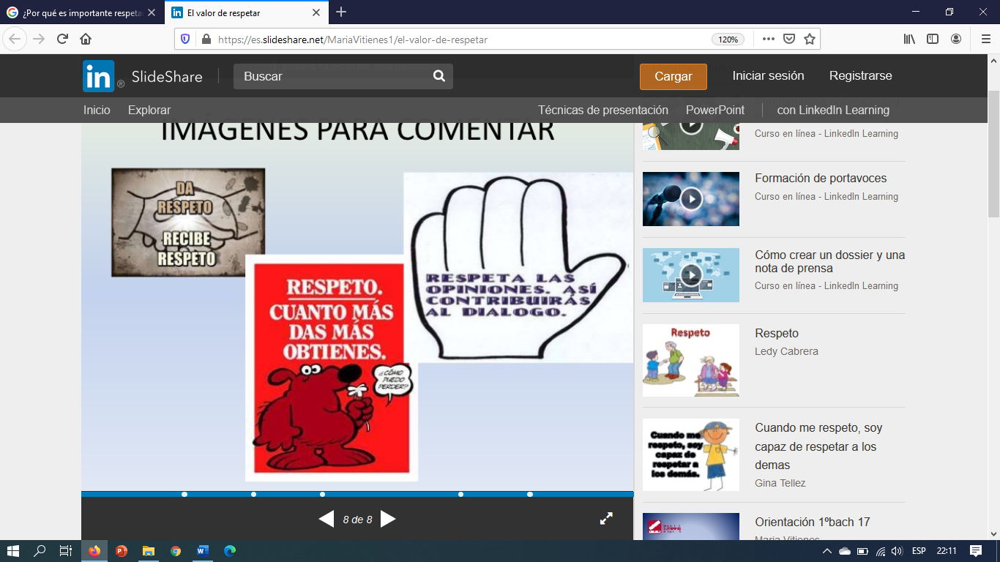 ¿Por qué es importante respeta
El valor de respetar
https://es.slideshare.net/MariaVitienes1/el-valor-de-respetar
120%
in ® SlideShare
Buscar
Cargar
Iniciar sesión
Registrarse
Inicio
Explorar
Técnicas de presentación
PowerPoint
con LinkedIn Learning
IMÁGENES PARA COMENTAR
DA
RESPETO
RECIBE
RESPETO
RESPETO.
CUANTO MÁS
DAS MÁS
OBTIENES.
¿CÓMO
PUEDO
PERDER?
RESPETA LAS
OPINIONES. ASÍ
CONTRIBUIRÁS
AL DIALOGO.
8 de 8
Curso en línea - LinkedIn Learning
Formación de portavoces
Curso en línea - LinkedIn Learning
Cómo crear un dossier y una
nota de prensa
Curso en línea - LinkedIn Learning
Respeto
Respeto
Ledy Cabrera
Cuando me
respeto, soy
capaz de
respetar a
los demás.
Cuando me respeto, soy
capaz de respetar a los
demas
Gina Tellez
Orientación 1ºbach 17
Maria Vitienes
ESP
22:11